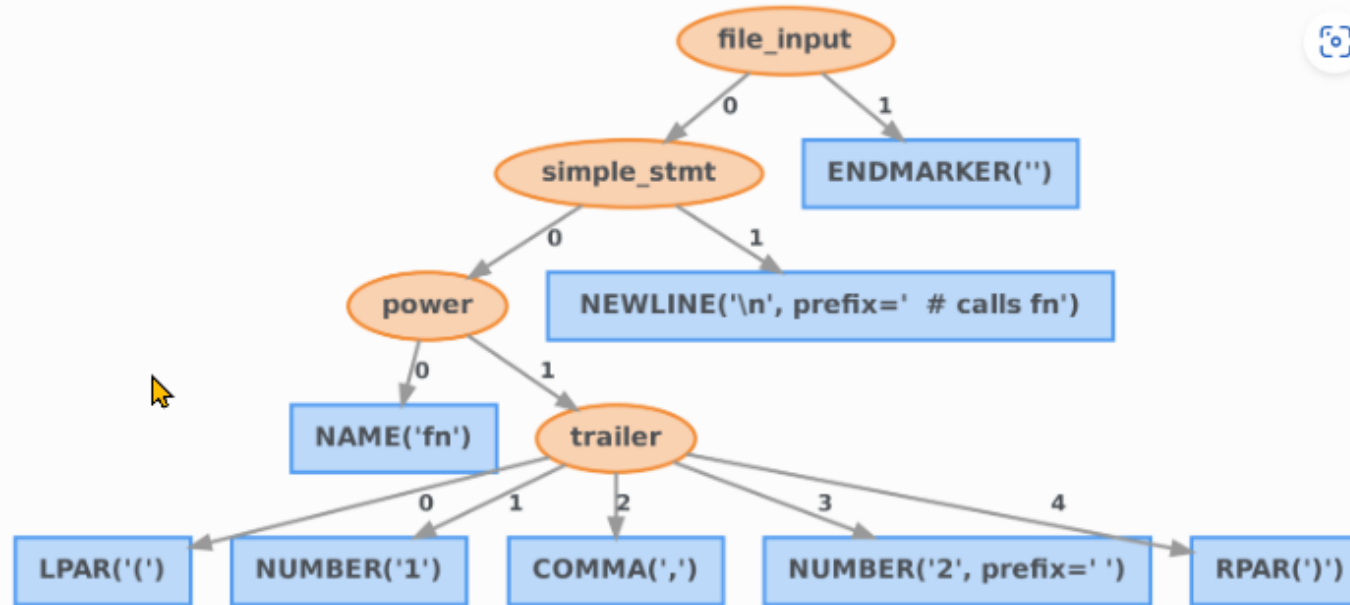 file_input
0 1
simple_stmt ENDMARKER('')
0 1
power NEWLINE('\n', prefix='  # calls fn')
0 1
NAME('fn') trailer
0 1 2 3 4
LPAR('(') NUMBER('1') COMMA(',') NUMBER('2', prefix=' ') RPAR(')')